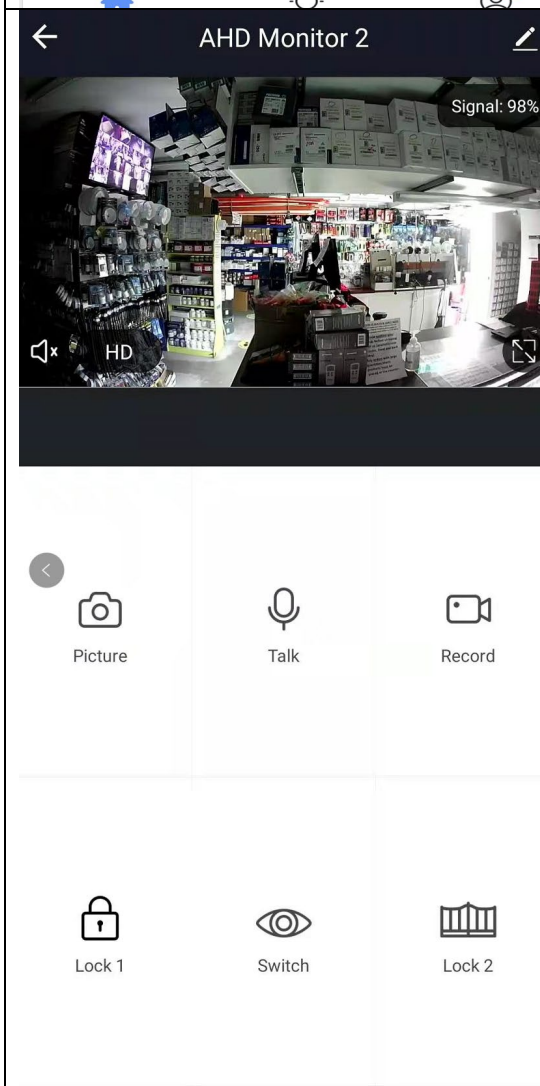 AHD Monitor 2
Signal: 98%
HD
Picture
Talk
Record
Lock 1
Switch
Lock 2